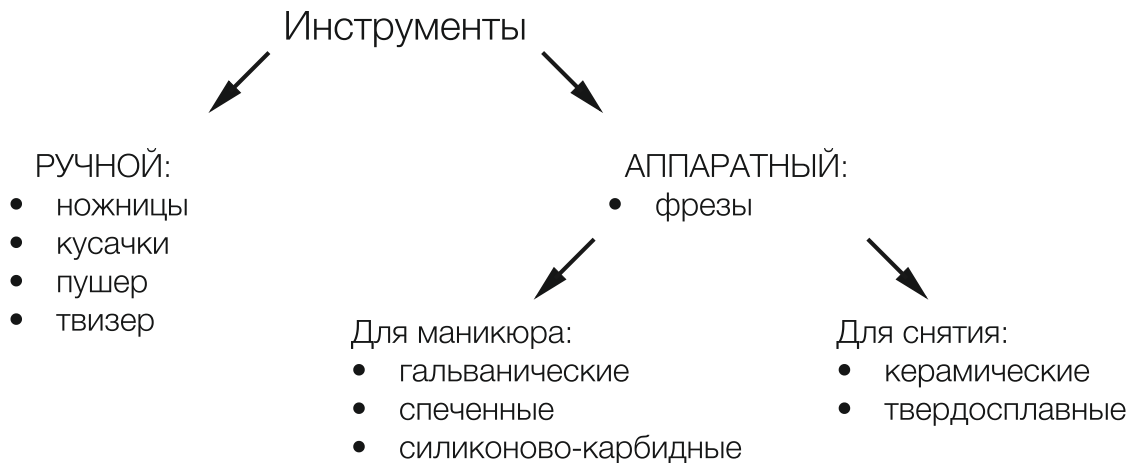 Инструменты
РУЧНОЙ:
• ножницы
• кусачки
• пушер
• твизер
АППАРАТНЫЙ:
• фрезы
Для маникюра:
• гальванические
• спеченные
• силиконово-карбидные
Для снятия:
• керамические
• твердосплавные